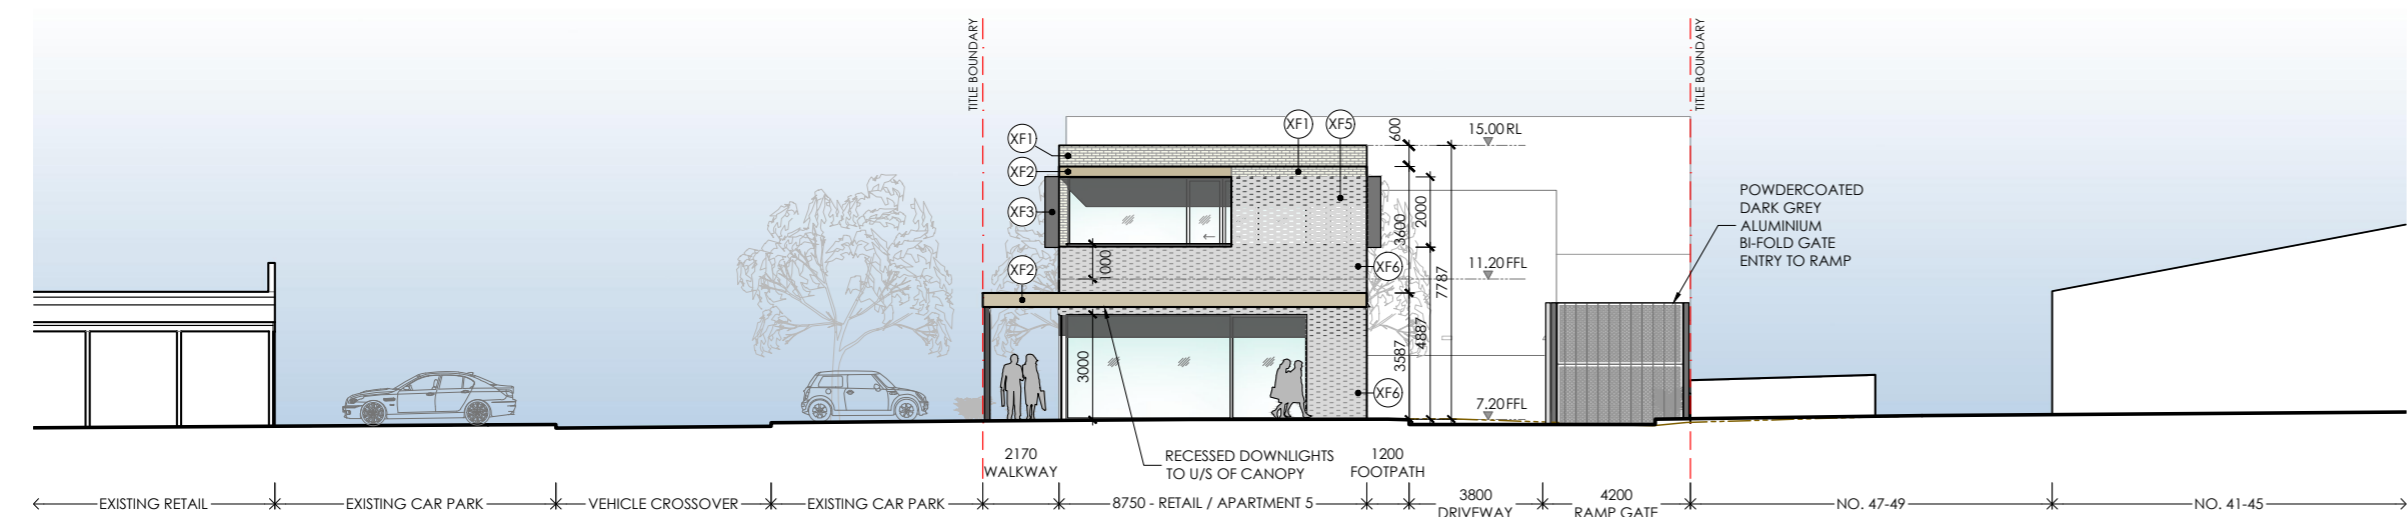 TITLE BOUNDARY
TITLE BOUNDARY
XF1
XF2
XF3
XF2
XF1
XF5
XF6
XF6
600
3600
2000
7787
4887
3587
1000
3000
15.00 RL
11.20 FFL
7.20 FFL
POWDERCOATED
DARK GREY
ALUMINIUM
BI-FOLD GATE
ENTRY TO RAMP
2170
WALKWAY
RECESSED DOWNLIGHTS
TO U/S OF CANOPY
1200
FOOTPATH
EXISTING RETAIL
EXISTING CAR PARK
VEHICLE CROSSOVER
EXISTING CAR PARK
8750 - RETAIL / APARTMENT 5
3800
DRIVEWAY
4200
RAMP GATE
NO. 47-49
NO. 41-45